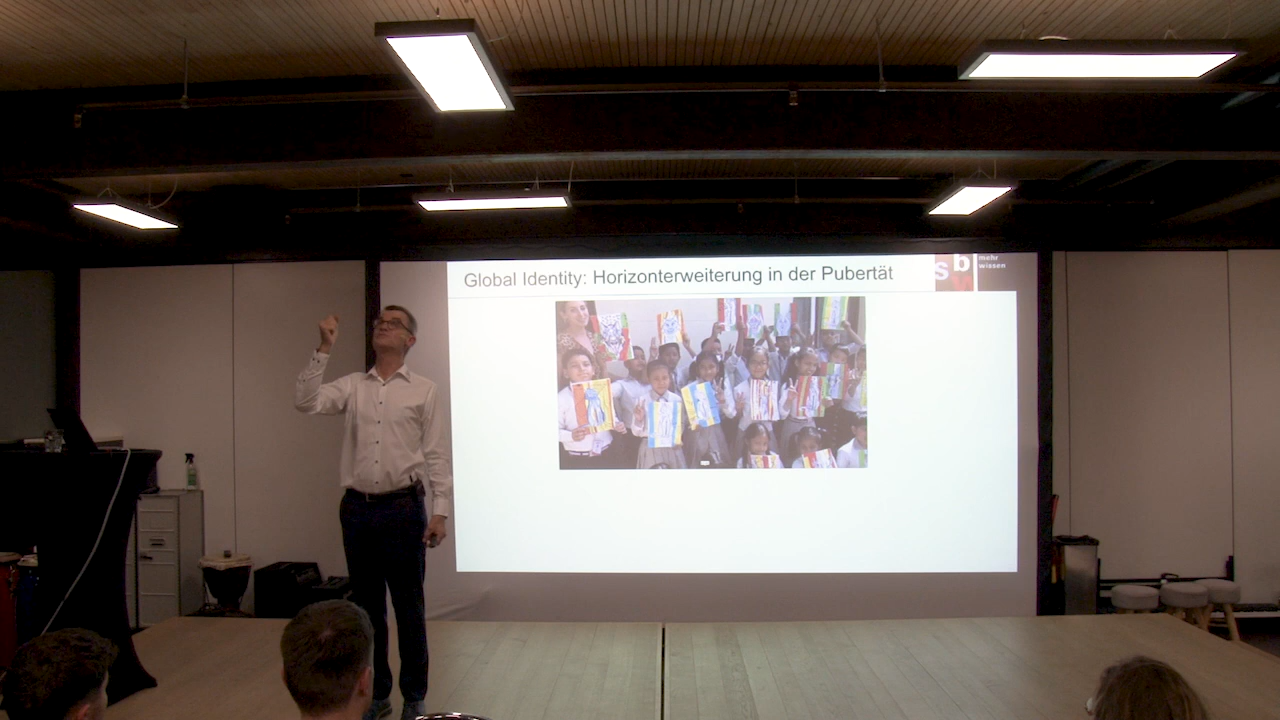 Global Identity: Horizonterweiterung in der Pubertät
sb
mehr
wissen